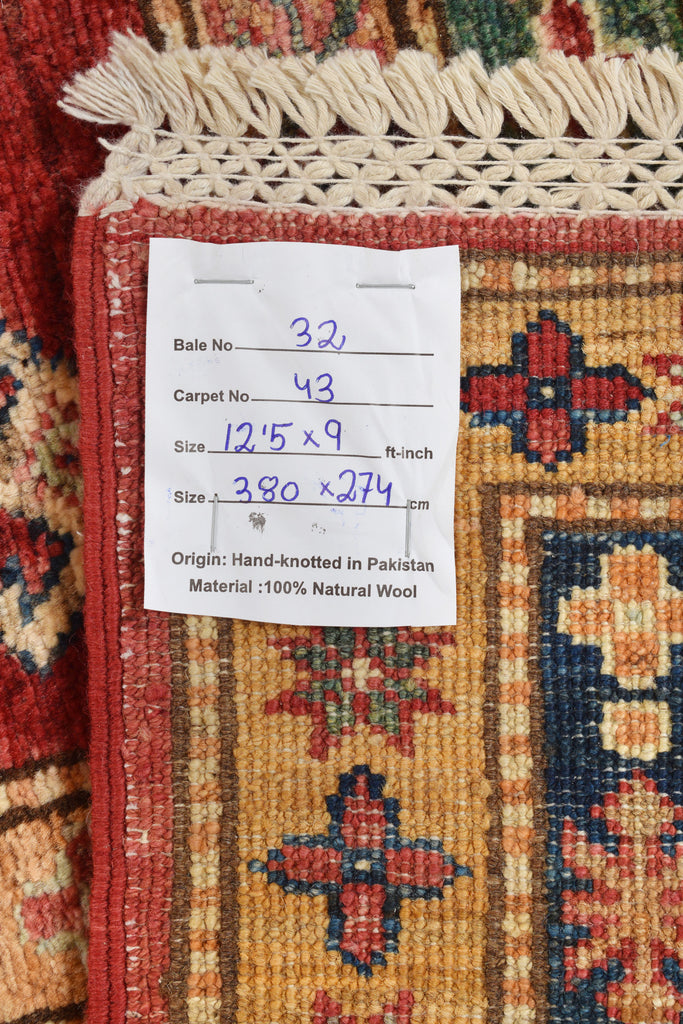 Bale No 32
Carpet No 43
Size 12'5 x 9 ft-inch
Size 380 x 274 cm
Origin: Hand-knotted in Pakistan
Material :100% Natural Wool